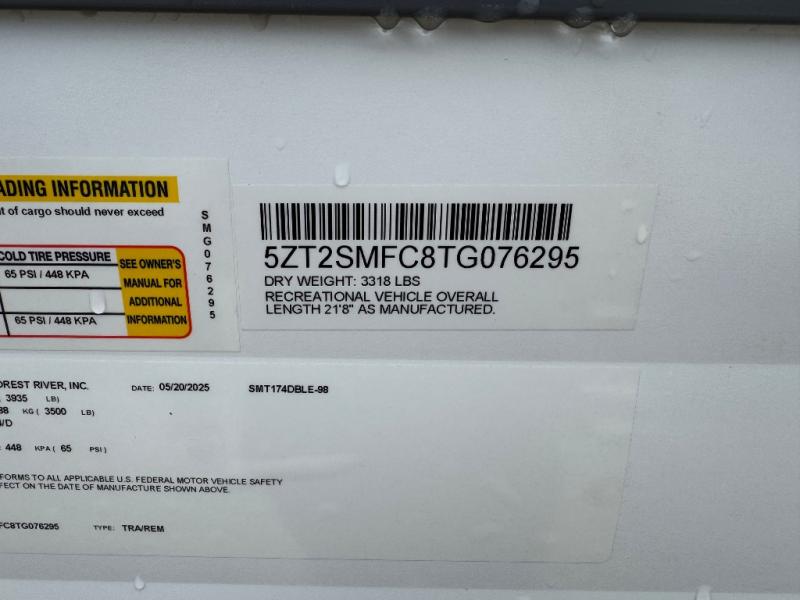 ADING INFORMATION
t of cargo should never exceed
COLD TIRE PRESSURE
65 PSI / 448 KPA
65 PSI / 448 KPA
SEE OWNER'S
MANUAL FOR
ADDITIONAL
INFORMATION
SMG076295
5ZT2SMFC8TG076295
DRY WEIGHT: 3318 LBS
RECREATIONAL VEHICLE OVERALL
LENGTH 21'8" AS MANUFACTURED.
OREST RIVER, INC. DATE: 05/20/2025 SMT174DBLE-98
3935 LB)
88 KG ( 3500 LB)
/D
448 KPA ( 65 PSI )
FORMS TO ALL APPLICABLE U.S. FEDERAL MOTOR VEHICLE SAFETY
FECT ON THE DATE OF MANUFACTURE SHOWN ABOVE.
FC8TG076295 TYPE: TRA/REM